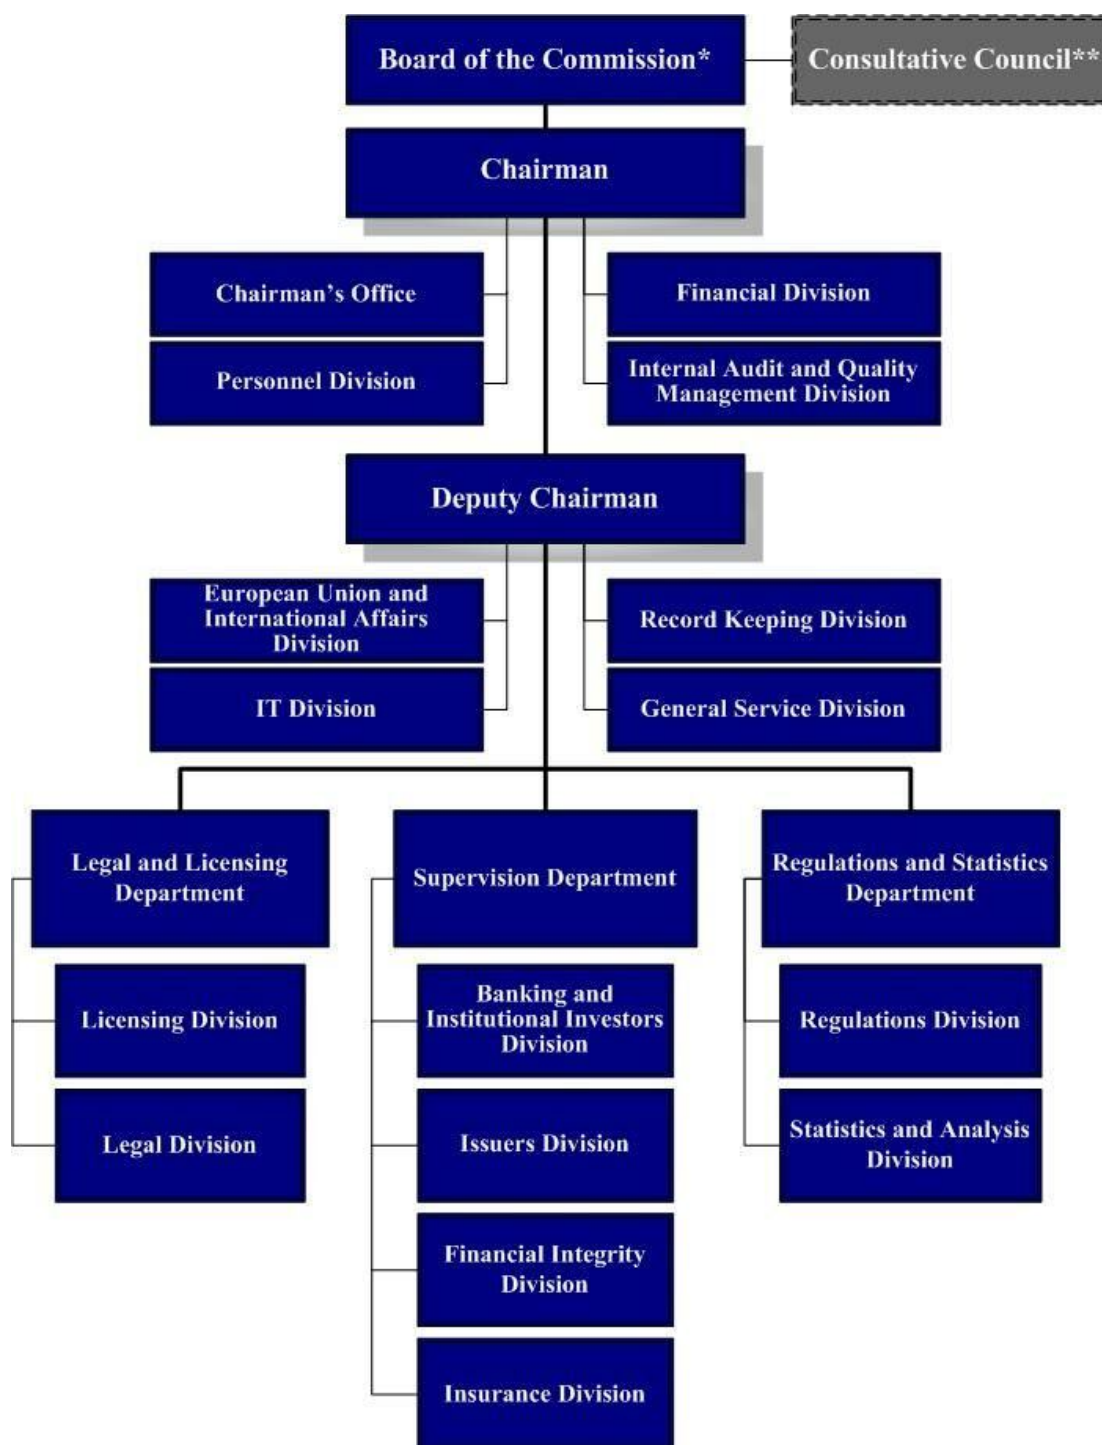 Board of the Commission*
Consultative Council**
Chairman
Chairman’s Office
Financial Division
Personnel Division
Internal Audit and Quality
Management Division
Deputy Chairman
European Union and
International Affairs
Division
Record Keeping Division
IT Division
General Service Division
Legal and Licensing
Department
Supervision Department
Regulations and Statistics
Department
Licensing Division
Banking and
Institutional Investors
Division
Regulations Division
Legal Division
Issuers Division
Statistics and Analysis
Division
Financial Integrity
Division
Insurance Division